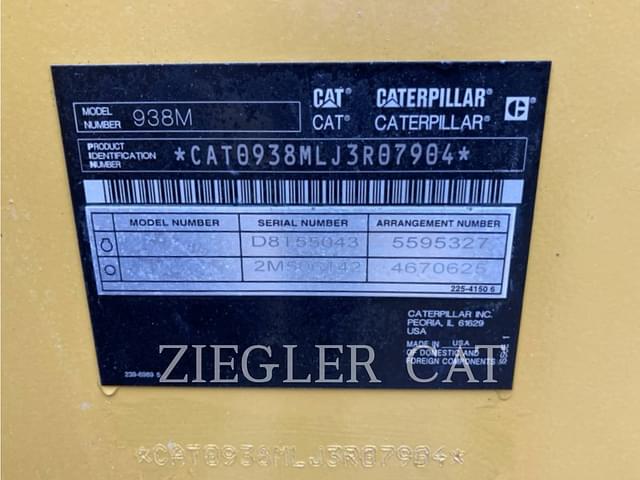 CAT® CATERPILLAR®
MODEL NUMBER 938M
CAT® CATERPILLAR®
PRODUCT IDENTIFICATION NUMBER *CAT0938MLJ3R07904*
MODEL NUMBER SERIAL NUMBER ARRANGEMENT NUMBER
D8155043 5595327
4670625
225-4150 6
CATERPILLAR INC.
PEORIA, IL 61629
USA
MADE IN USA
OF DOMESTIC AND
FOREIGN COMPONENTS
239-6969 5
ZIEGLER CAT
*CAT0938MLJ3R07904*